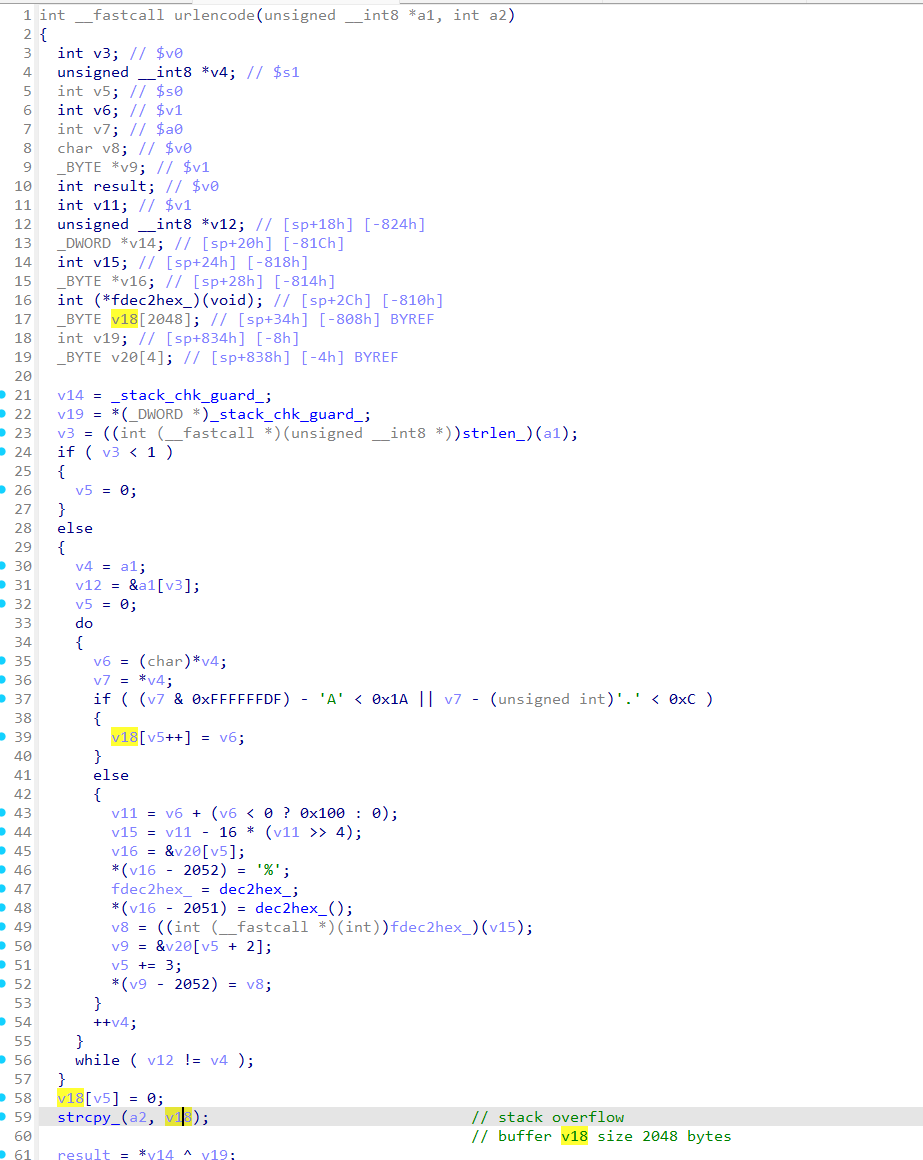 1 int __fastcall urlencode(unsigned __int8 *a1, int a2)
2 {
3 int v3; // $v0
4 unsigned __int8 *v4; // $s1
5 int v5; // $s0
6 int v6; // $v1
7 int v7; // $a0
8 char v8; // $v0
9 _BYTE *v9; // $v1
10 int result; // $v0
11 int v11; // $v1
12 unsigned __int8 *v12; // [sp+18h] [-824h]
13 _DWORD *v14; // [sp+20h] [-81Ch]
14 int v15; // [sp+24h] [-818h]
15 _BYTE *v16; // [sp+28h] [-814h]
16 int (*fdec2hex_)(void); // [sp+2Ch] [-810h]
17 _BYTE v18[2048]; // [sp+34h] [-808h] BYREF
18 int v19; // [sp+834h] [-8h]
19 _BYTE v20[4]; // [sp+838h] [-4h] BYREF
20
21 v14 = _stack_chk_guard_;
22 v19 = *(_DWORD *)_stack_chk_guard_;
23 v3 = ((int (__fastcall *)(unsigned __int8 *))strlen_)(a1);
24 if ( v3 < 1 )
25 {
26 v5 = 0;
27 }
28 else
29 {
30 v4 = a1;
31 v12 = &a1[v3];
32 v5 = 0;
33 do
34 {
35 v6 = (char)*v4;
36 v7 = *v4;
37 if ( (v7 & 0xFFFFFFDF) - 'A' < 0x1A || v7 - (unsigned int)'.' < 0xC )
38 {
39 v18[v5++] = v6;
40 }
41 else
42 {
43 v11 = v6 + (v6 < 0 ? 0x100 : 0);
44 v15 = v11 - 16 * (v11 >> 4);
45 v16 = &v20[v5];
46 *(v16 - 2052) = '%';
47 fdec2hex_ = dec2hex_;
48 *(v16 - 2051) = dec2hex_();
49 v8 = ((int (__fastcall *)(int))fdec2hex_)(v15);
50 v9 = &v20[v5 + 2];
51 v5 += 3;
52 *(v9 - 2052) = v8;
53 }
54 ++v4;
55 }
56 while ( v12 != v4 );
57 }
58 v18[v5] = 0;
59 strcpy_(a2, v18); // stack overflow
60 // buffer v18 size 2048 bytes
61 result = *v14 ^ v19;